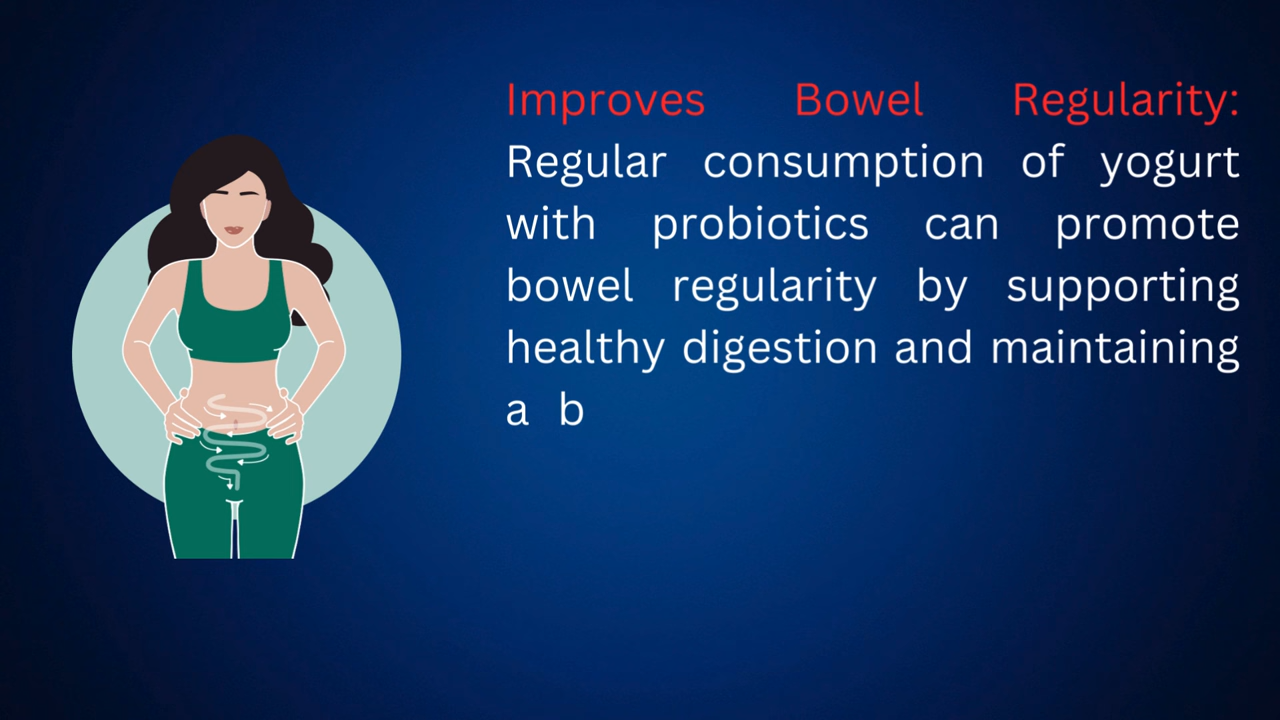 Improves Bowel Regularity:
Regular consumption of yogurt
with probiotics can promote
bowel regularity by supporting
healthy digestion and maintaining
a b